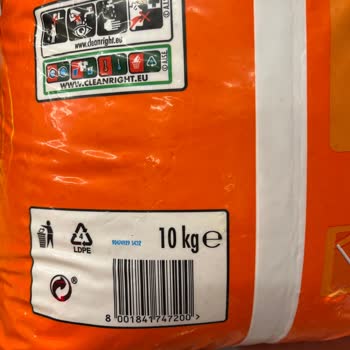 www.cleanright.eu
WWW.CLEANRIGHT.EU
4
LDPE
10 kg e
8 001841 747200 >